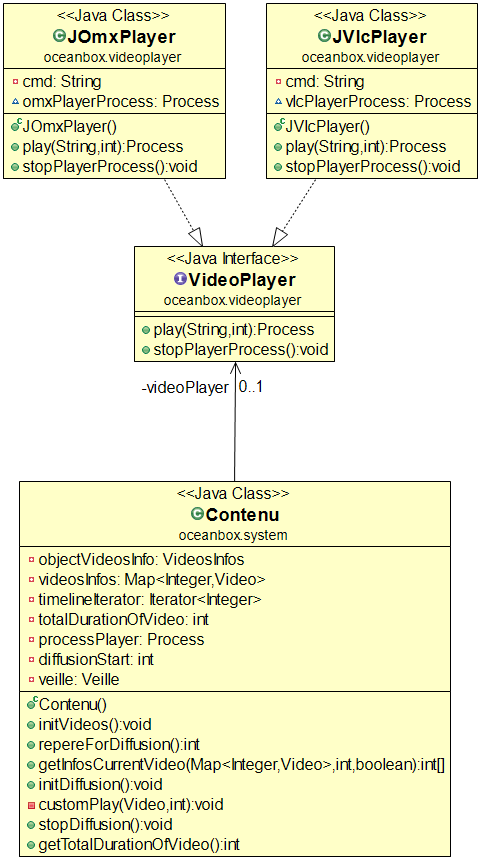 <<Java Class>>
JOmxPlayer
oceanbox.videoplayer
cmd: String
omxPlayerProcess: Process
JOmxPlayer()
play(String,int):Process
stopPlayerProcess():void
<<Java Class>>
JVlcPlayer
oceanbox.videoplayer
cmd: String
vlcPlayerProcess: Process
JVlcPlayer()
play(String,int):Process
stopPlayerProcess():void
<<Java Interface>>
VideoPlayer
oceanbox.videoplayer
play(String,int):Process
stopPlayerProcess():void
-videoPlayer 0..1
<<Java Class>>
Contenu
oceanbox.system
objectVideosInfo: VideosInfos
videosInfos: Map<Integer,Video>
timelineIterator: Iterator<Integer>
totalDurationOfVideo: int
processPlayer: Process
diffusionStart: int
veille: Veille
Contenu()
initVideos():void
repereForDiffusion():int
getInfosCurrentVideo(Map<Integer,Video>,int,boolean):int[]
initDiffusion():void
customPlay(Video,int):void
stopDiffusion():void
getTotalDurationOfVideo():int